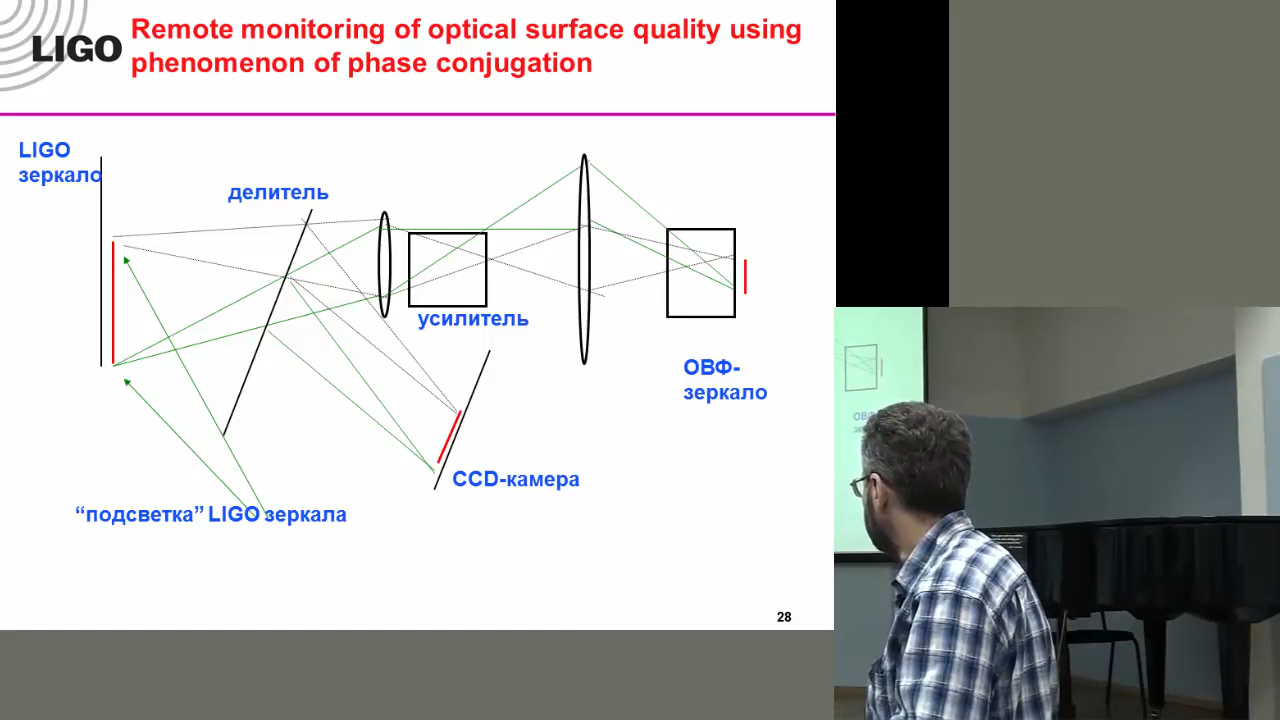 LIGO
Remote monitoring of optical surface quality using
phenomenon of phase conjugation
LIGO
зеркало
делитель
усилитель
ОВФ-
зеркало
CCD-камера
“подсветка” LIGO зеркала
28